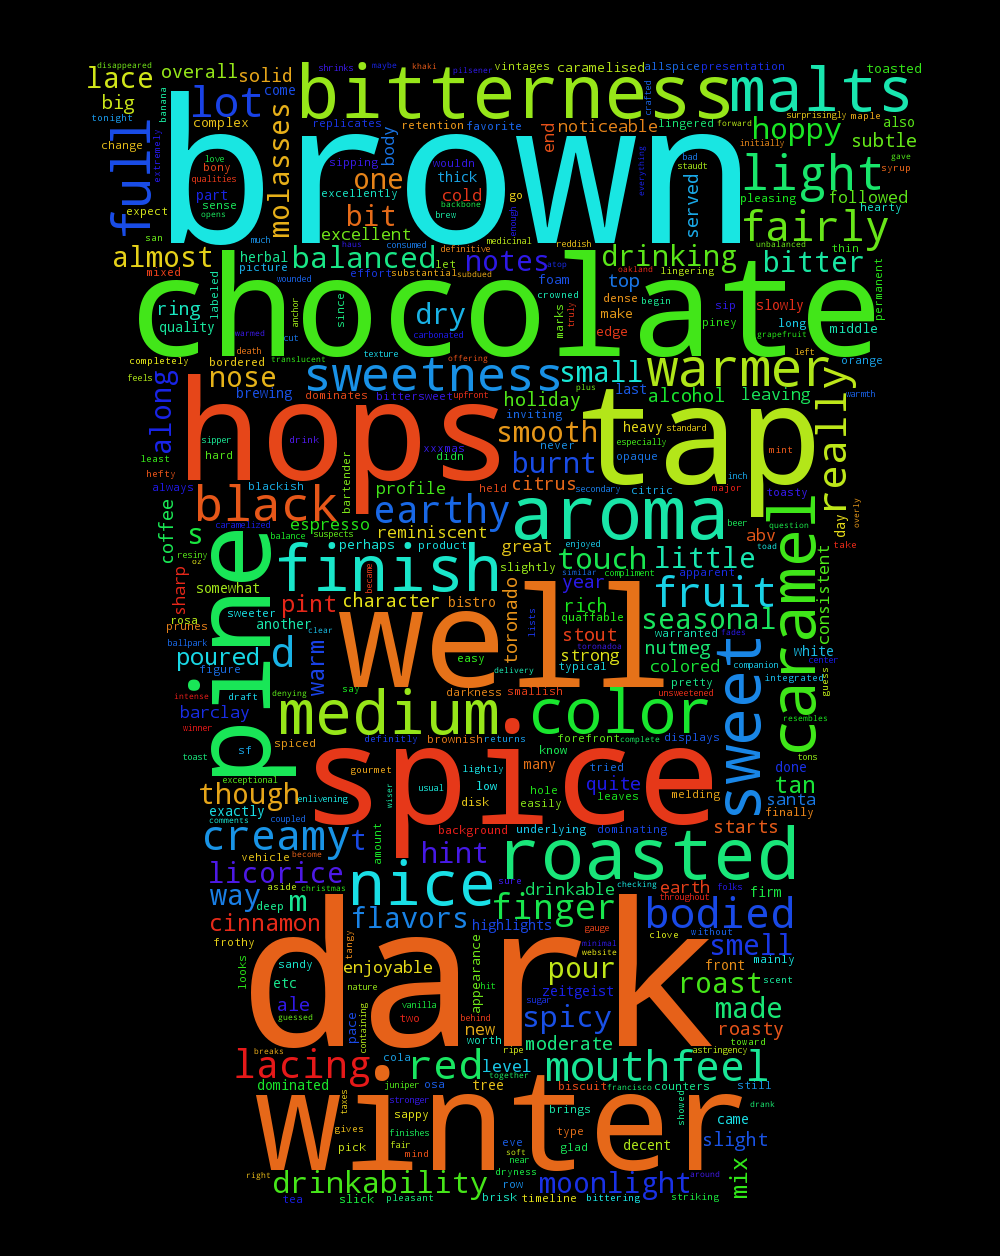 disappeared
shrinks
maybe
khaki
pilsener
vintages
caramelised
allspice
presentation
toasted
lace
overall
solid
bitterness
malts
big
banana
lot
come
crafted
surprisingly
maple
tonight
complex
brown
replicates
retention
favorite
noticeable
lingered
forward
hoppy
also
change
full
extremely
molasses
body
end
initially
subtle
love
bony
qualities
sipping
wouldn
everything
bad
staudt
light
gave
syrup
part
sense
opens
one
excellently
thick
cold
backbone
brew
go
enough
served
pleasing
followed
hearty
expect
bit
excellent
fairly
san
much
haus
consumed
definitive
medicinal
reddish
unbalanced
almost
herbal
balanced
let
notes
drinking
bitter
thin
mixed
picture
effort
substantial
subdued
atop
oakland
lingering
permanent
chocolate
labeled
wounded
foam
top
sip
slowly
ring
anchor
since
dry
crowned
marks
truly
dense
make
begin
piney
long
middle
quality
warmed
cut
carbonated
edge
grapefruit
completely
bordered
death
translucent
texture
offering
left
orange
feels
along
nose
sweetness
small
warmer
plus
brewing
dominates
bittersweet
upfront
holiday
last
alcohol
leaving
really
warmth
hops
tap
inviting
sipper
hard
drink
xxxmas
smooth
never
heavy
standard
especially
mint
least
didn
burnt
opaque
hefty
bartender
secondary
inch
always
blackish
profile
held
citrus
citric
major
toasty
black
earthy
aroma
beer
question
day
overly
coffee
s
caramelized
espresso
balance
suspects
reminiscent
enjoyed
abv
toad
take
caramel
pine
resiny
oz
perhaps
product
great
touch
little
finish
became
slightly
similar
compliment
apparent
consistent
sharp
somewhat
year
fruit
prunes
rosa
sweeter
another
pint
character
bistro
toronado
lists
rich
quaffable
seasonal
well
ballpark
clear
stout
toronadoa
warranted
fades
poured
d
warm
easy
strong
nutmeg
white
center
figure
denying
say
delivery
typical
colored
companion
integrated
guess
intense
draft
darkness
smallish
pretty
unsweetened
sweet
barclay
medium
color
resembles
winner
spiced
definitly
brownish
returns
forefront
complete
displays
toast
sf
spice
know
tons
exceptional
gourmet
lightly
many
tried
done
enlivening
wiser
usual
low
hole
quite
melding
tan
though
disk
easily
leaves
santa
exactly
comments
coupled
background
underlying
dominating
starts
finally
creamy
t
amount
roasted
vehicle
become
hint
licorice
nice
sure
drinkable
checking
earth
folks
firm
way
deep
m
aside
christmas
finger
throughout
cinnamon
flavors
highlights
gauge
bodied
frothy
tangy
appearance
minimal
website
clove
without
smell
mainly
looks
sandy
dark
enjoyable
pour
front
etc
nature
hit
zeitgeist
roast
scent
ale
guessed
containing
vanilla
two
behind
sugar
made
pace
new
spicy
roasty
worth
moderate
toward
breaks
cola
ripe
astringency
lacing
red
level
mouthfeel
together
dominated
juniper
osa
tree
biscuit
francisco
counters
still
taxes
stronger
sappy
brings
showed
drank
winter
gives
finishes
type
came
pick
fair
mind
eve
soft
near
glad
decent
slight
right
dryness
drinkability
row
moonlight
around
mix
tea
slick
pleasant
brisk
timeline
bittering
striking